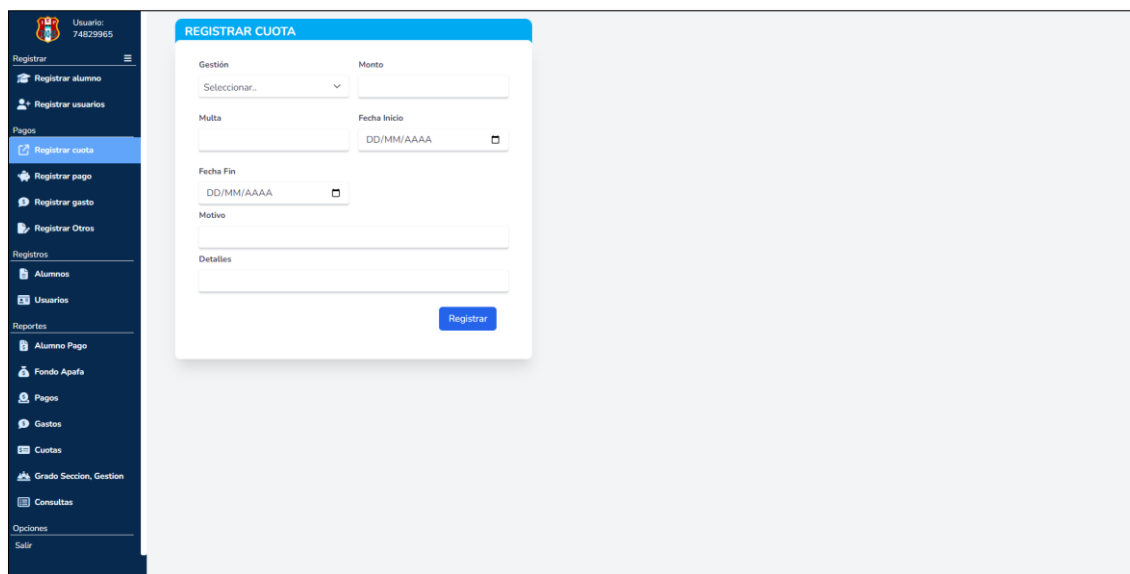 Usuario:
74829965
Registrar
Registrar alumno
Registrar usuarios
Pagos
Registrar cuota
Registrar pago
Registrar gasto
Registrar Otros
Registros
Alumnos
Usuarios
Reportes
Alumno Pago
Fondo Apafa
Pagos
Gastos
Cuotas
Grado Seccion, Gestion
Consultas
Opciones
Salir
REGISTRAR CUOTA
Gestión Monto
Seleccionar..
Multa Fecha Inicio
DD/MM/AAAA
Fecha Fin
DD/MM/AAAA
Motivo
Detalles
Registrar